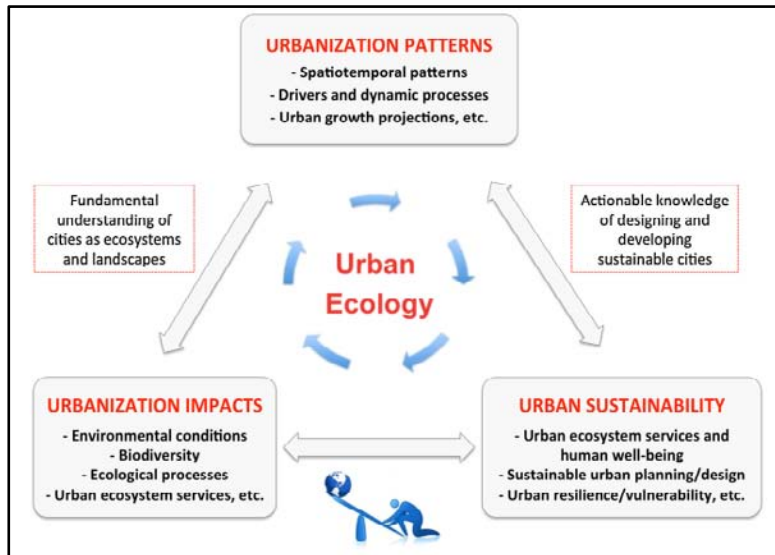 URBANIZATION PATTERNS
- Spatiotemporal patterns
- Drivers and dynamic processes
- Urban growth projections, etc.
Fundamental
understanding of
cities as ecosystems
and landscapes
Actionable knowledge
of designing and
developing
sustainable cities
Urban
Ecology
URBANIZATION IMPACTS
- Environmental conditions
- Biodiversity
- Ecological processes
- Urban ecosystem services, etc.
URBAN SUSTAINABILITY
- Urban ecosystem services and
human well-being
- Sustainable urban planning/design
- Urban resilience/vulnerability, etc.